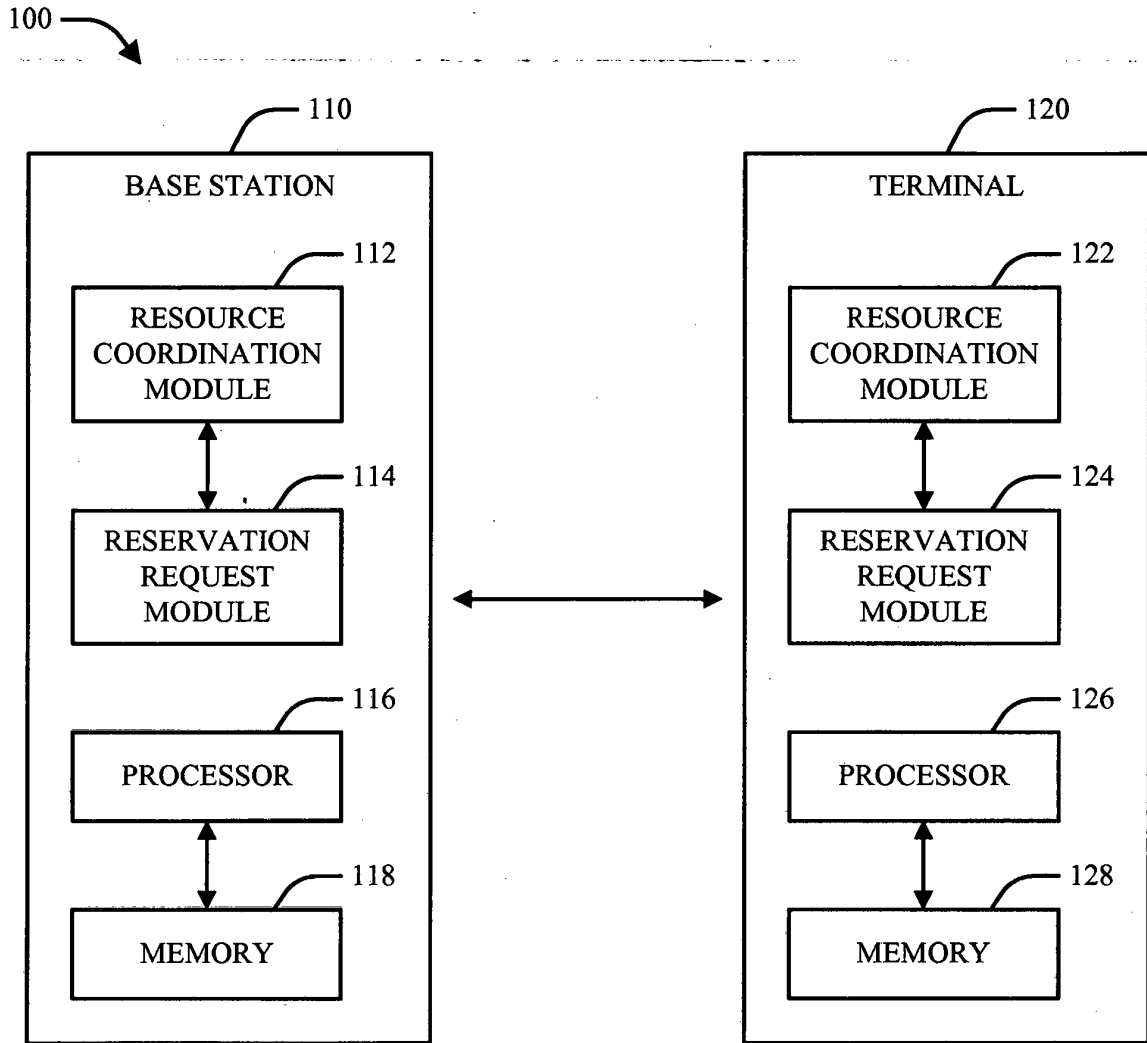 100
110
120
BASE STATION
TERMINAL
112
122
RESOURCE
COORDINATION
MODULE
RESOURCE
COORDINATION
MODULE
114
124
RESERVATION
REQUEST
MODULE
RESERVATION
REQUEST
MODULE
116
126
PROCESSOR
PROCESSOR
118
128
MEMORY
MEMORY